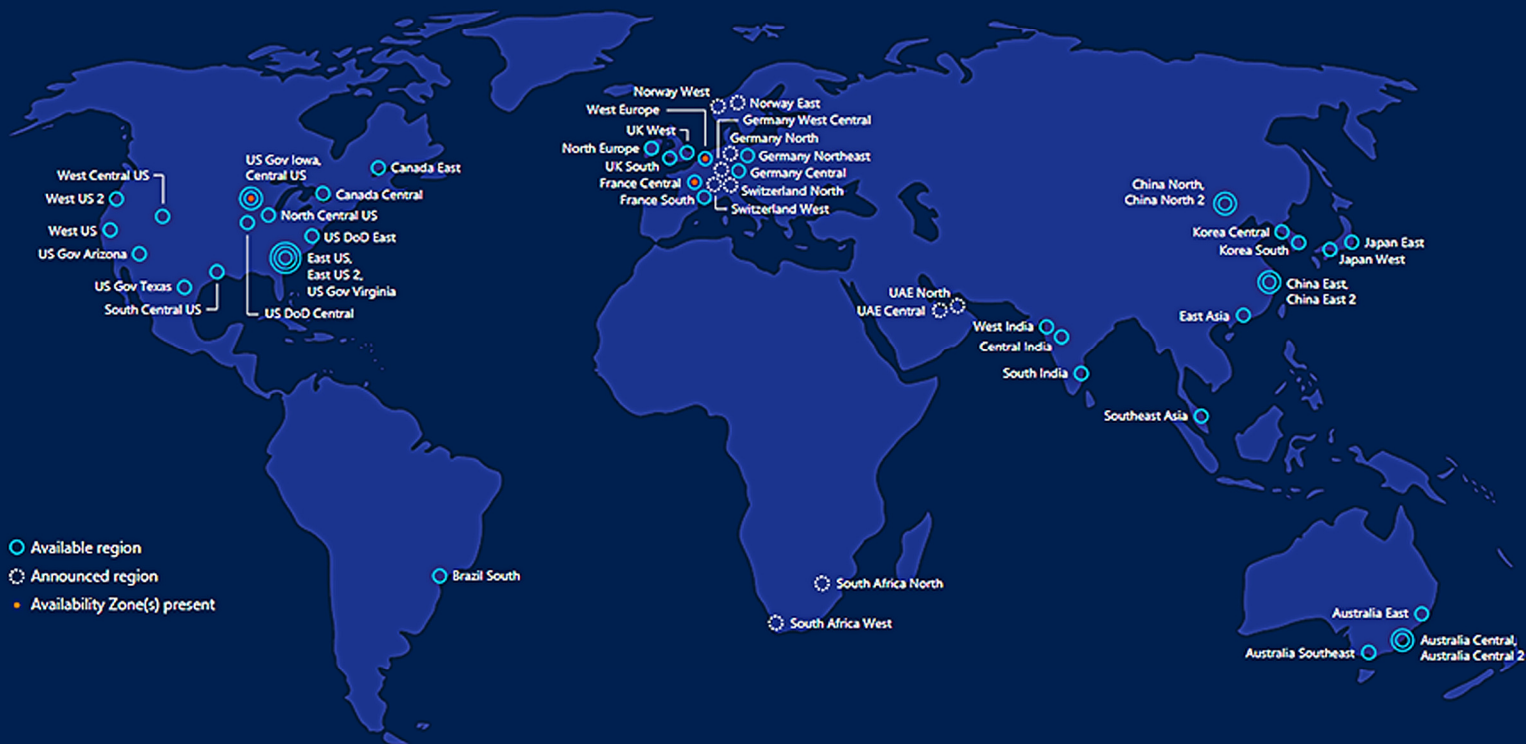 West Central US
West US 2
West US
US Gov Arizona
US Gov Texas
South Central US
US Gov Iowa,
Central US
Canada East
Canada Central
North Central US
US DoD East
East US,
East US 2,
US Gov Virginia
US DoD Central
Brazil South
Norway West
West Europe
UK West
North Europe
UK South
France Central
France South
Norway East
Germany West Central
Germany North
Germany Northeast
Germany Central
Switzerland North
Switzerland West
UAE North
UAE Central
South Africa North
South Africa West
West India
Central India
South India
China North,
China North 2
Korea Central
Korea South
Japan East
Japan West
China East,
China East 2
East Asia
Southeast Asia
Australia East
Australia Central,
Australia Central 2
Australia Southeast
Available region
Announced region
Availability Zone(s) present